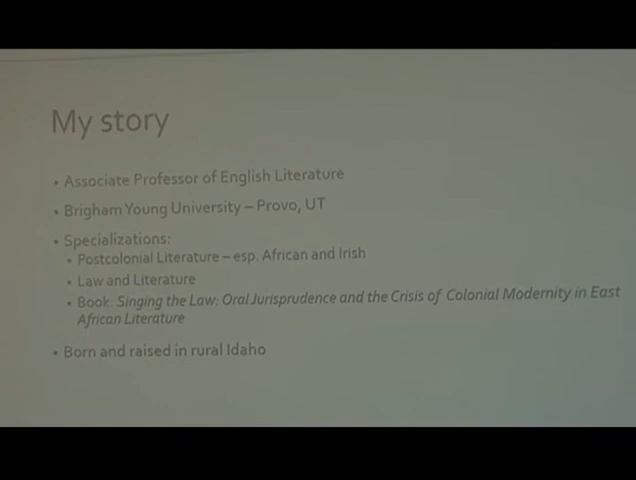 My story
• Associate Professor of English Literature
• Brigham Young University – Provo, UT
• Specializations:
• Postcolonial Literature – esp. African and Irish
• Law and Literature
• Book: Singing the Law: Oral Jurisprudence and the Crisis of Colonial Modernity in East
African Literature
• Born and raised in rural Idaho